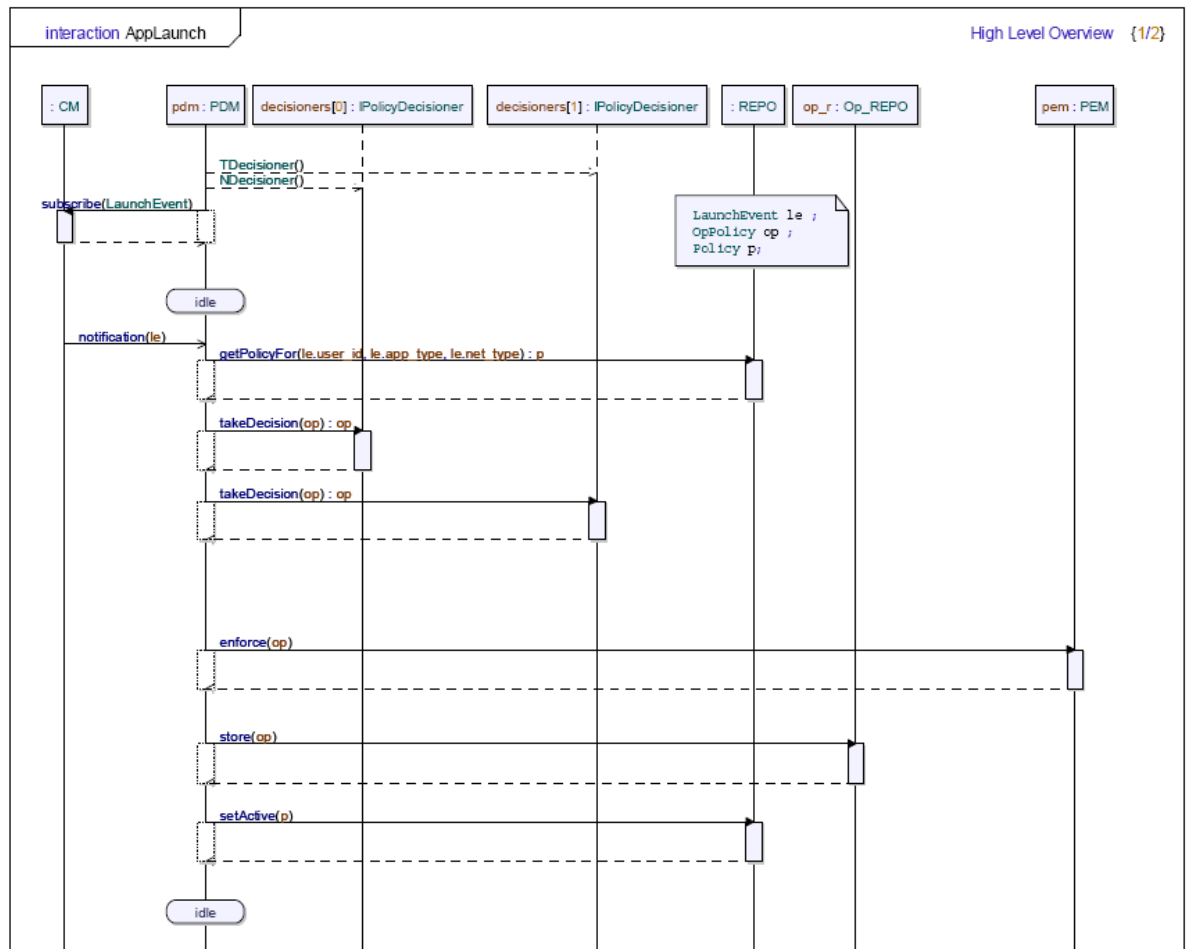 interaction AppLaunch
High Level Overview {1/2}
: CM
pdm : PDM
decisioners[0] : IPolicyDecisioner
decisioners[1] : IPolicyDecisioner
: REPO
op_r : Op_REPO
pem : PEM
TDecisioner()
NDecisioner()
subscribe(LaunchEvent)
LaunchEvent le ;
OpPolicy op ;
Policy p;
idle
notification(le)
getPolicyFor(le.user_id, le.app_type, le.net_type) : p
takeDecision(op) : op
takeDecision(op) : op
enforce(op)
store(op)
setActive(p)
idle